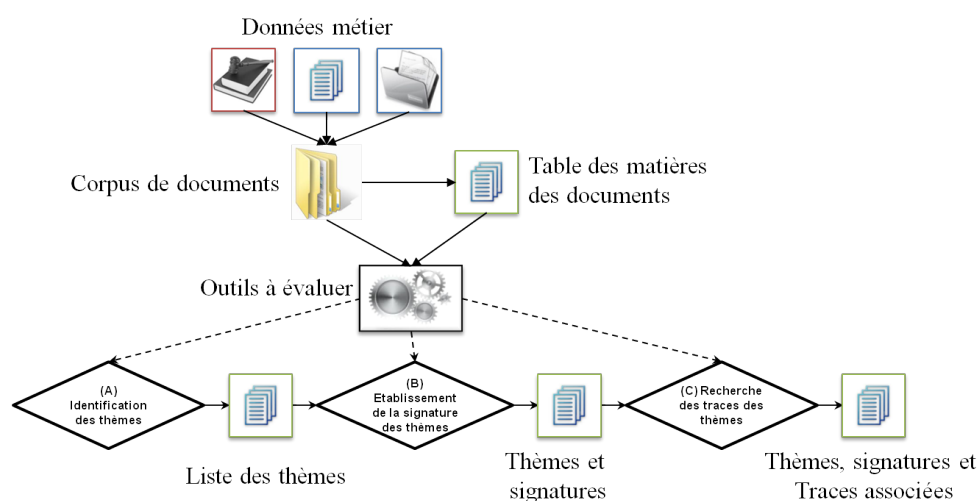 Données métier
Corpus de documents
Table des matières
des documents
Outils à évaluer
(A)
Identification
des thèmes
(B)
Etablissement
de la signature
des thèmes
(C) Recherche
des traces des
thèmes
Liste des thèmes
Thèmes et
signatures
Thèmes, signatures et
Traces associées